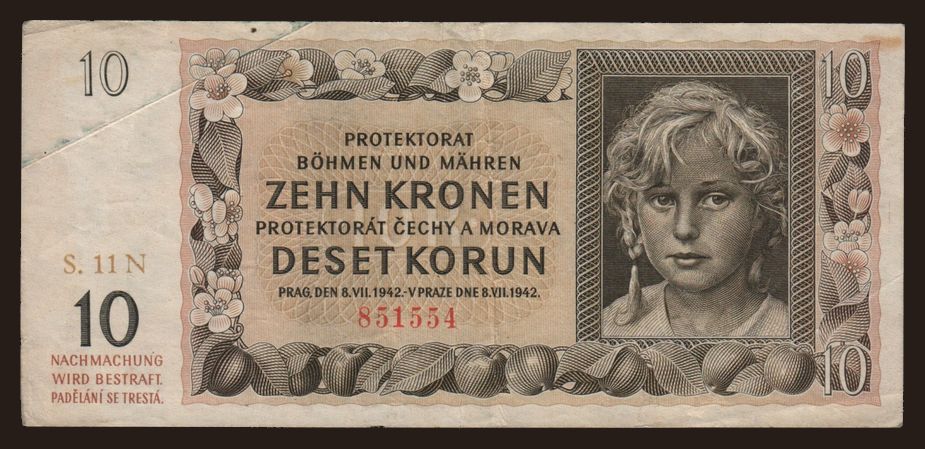 10
10
PROTEKTORAT
BÖHMEN UND MÄHREN
ZEHN KRONEN
PROTEKTORÁT ČECHY A MORAVA
DESET KORUN
PRAG, DEN 8.VII.1942.-V PRAZE DNE 8.VII.1942.
851554
S. 11 N
10
NACHMACHUNG
WIRD BESTRAFT.
PADĚLÁNÍ SE TRESTÁ.
10